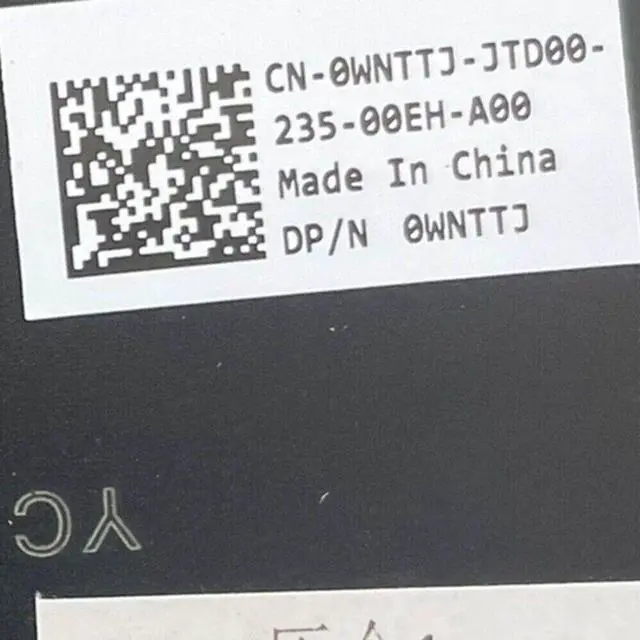 CN-0WNTTJ-JTD00-
235-00EH-A00
Made In China
DP/N 0WNTTJ
YC